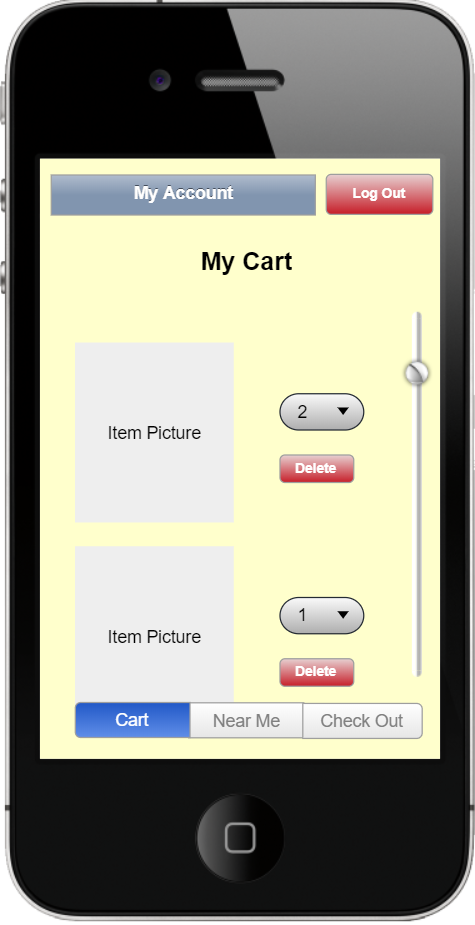 My Account
Log Out
My Cart
Item Picture
2
Delete
Item Picture
1
Delete
Cart
Near Me
Check Out